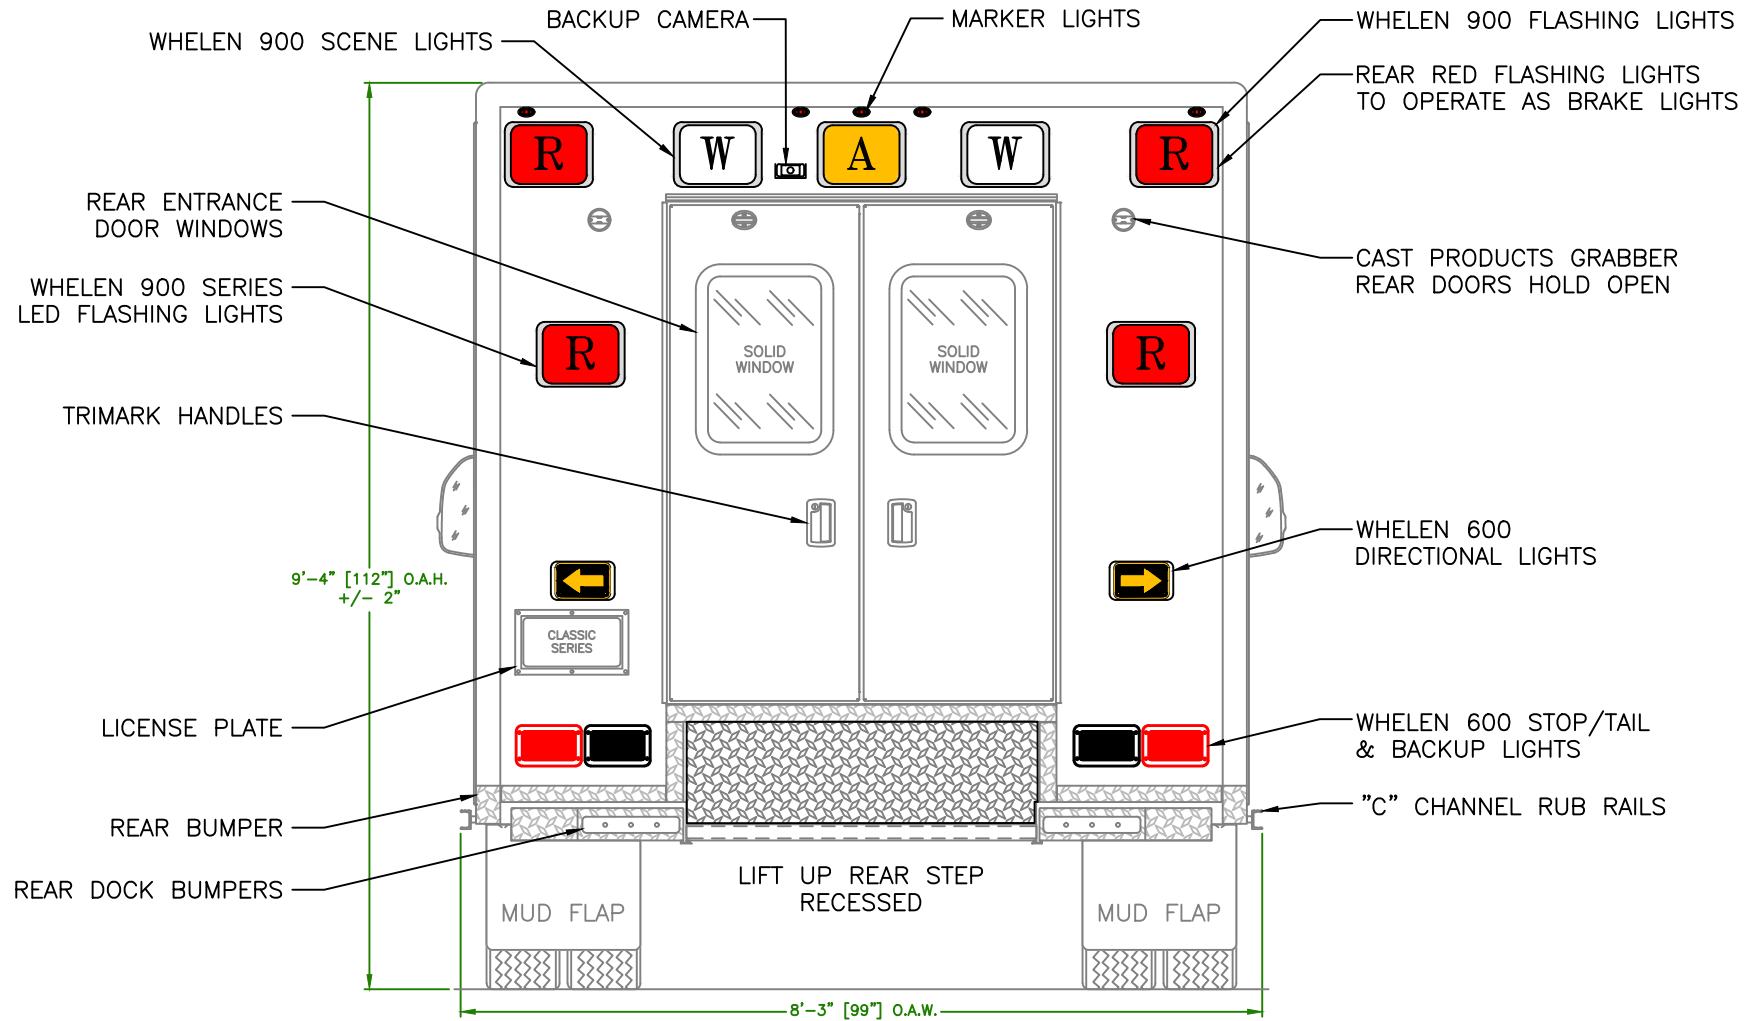 BACKUP CAMERA
MARKER LIGHTS
WHELEN 900 FLASHING LIGHTS
WHELEN 900 SCENE LIGHTS
REAR RED FLASHING LIGHTS
TO OPERATE AS BRAKE LIGHTS
R
W
A
W
R
REAR ENTRANCE
DOOR WINDOWS
CAST PRODUCTS GRABBER
REAR DOORS HOLD OPEN
WHELEN 900 SERIES
LED FLASHING LIGHTS
R
SOLID
WINDOW
SOLID
WINDOW
R
TRIMARK HANDLES
WHELEN 600
DIRECTIONAL LIGHTS
9'-4" [112"] O.A.H.
+/- 2"
CLASSIC
SERIES
LICENSE PLATE
WHELEN 600 STOP/TAIL
& BACKUP LIGHTS
"C" CHANNEL RUB RAILS
REAR BUMPER
REAR DOCK BUMPERS
LIFT UP REAR STEP
RECESSED
MUD FLAP
MUD FLAP
8'-3" [99"] O.A.W.